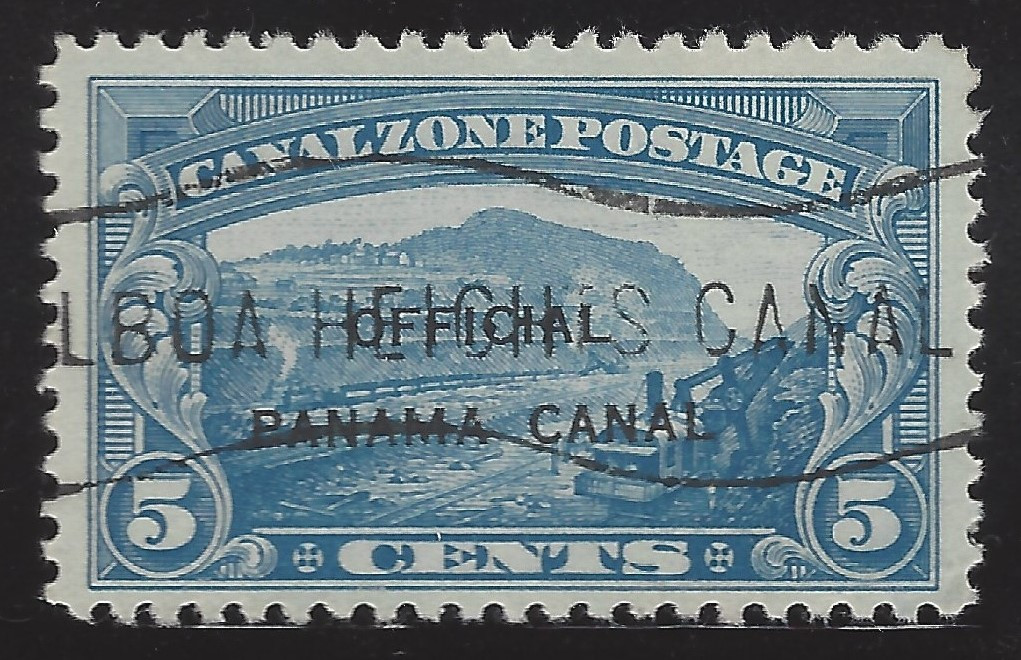 CANAL ZONE POSTAGE
LBOA HEIGHTS CANAL
OFFICIAL
PANAMA CANAL
5 CENTS 5